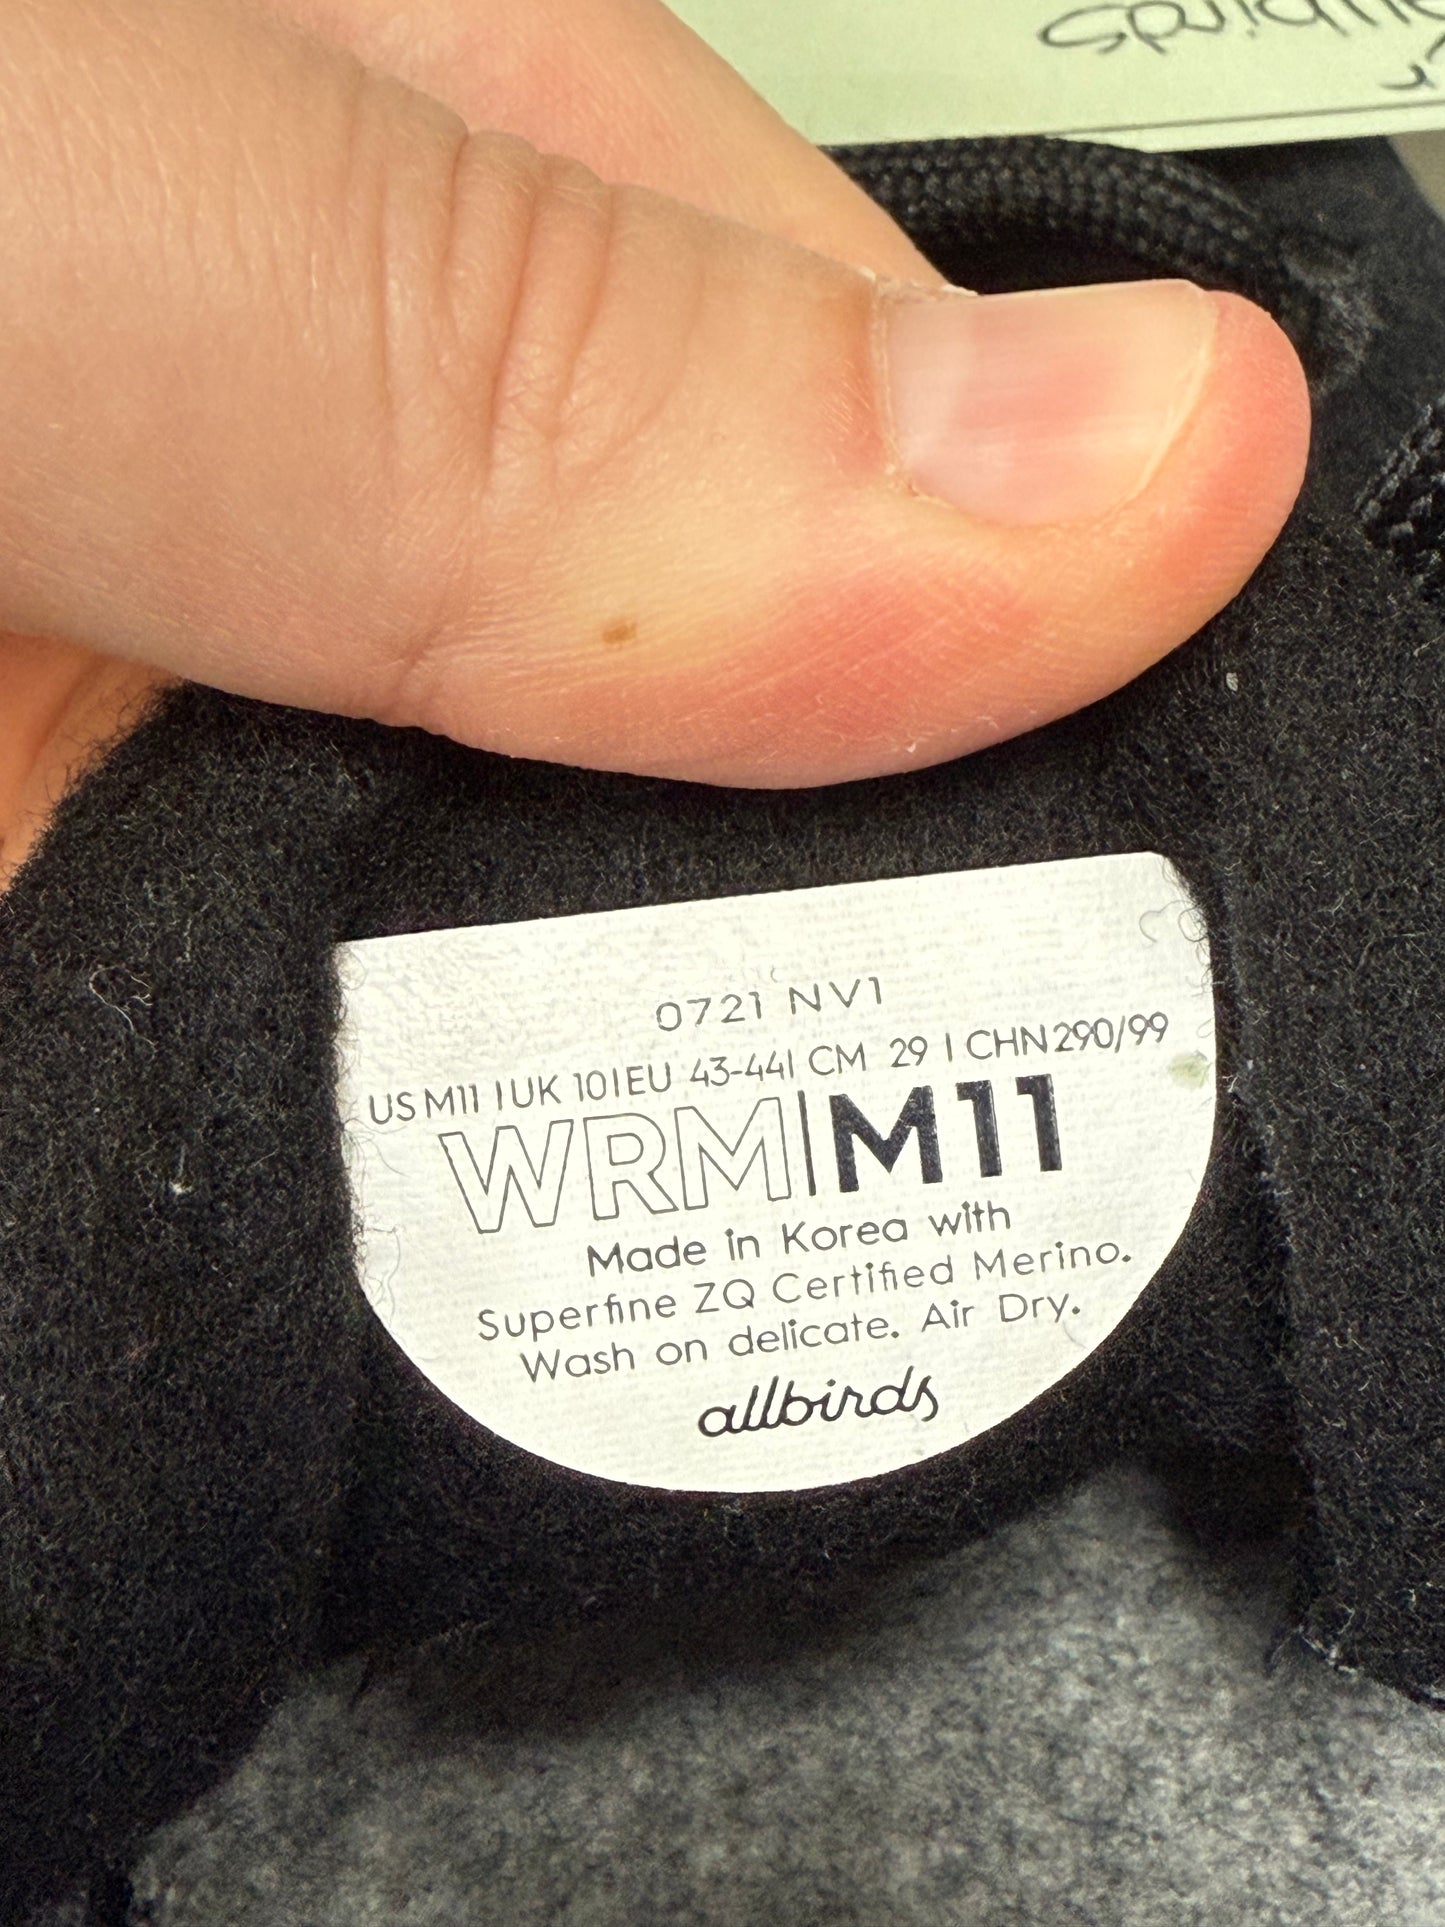 allbirds
0721 NV1
US M11 | UK 10 | EU 43-44 | CM 29 | CHN 290/99
WRM | M11
Made in Korea with
Superfine ZQ Certified Merino.
Wash on delicate. Air Dry.
allbirds